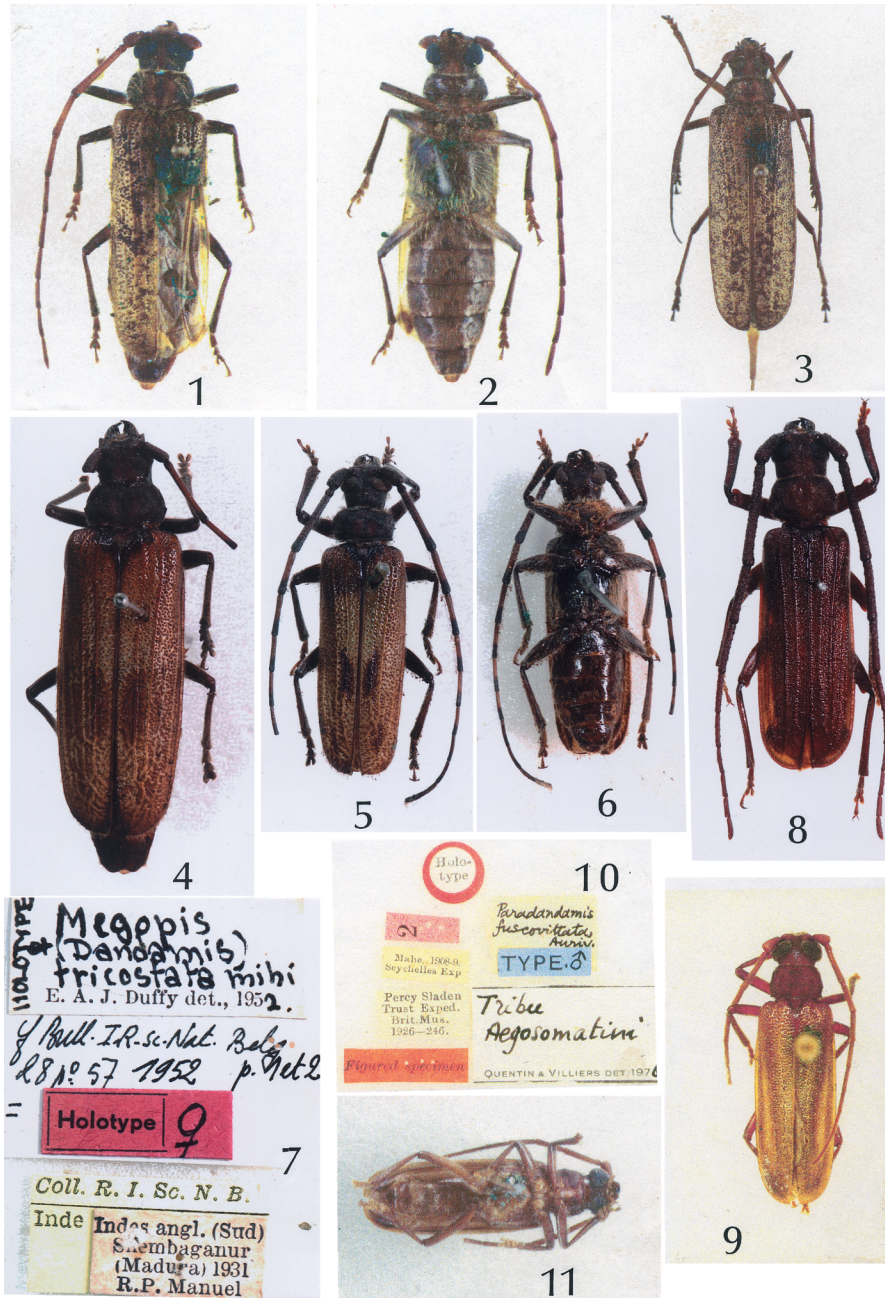 1
2
3
4
5
6
8
HOLOTYPE
Megopis
(Dandamis)
tricostata mihi
E. A. J. Duffy det., 1952.
Bull. I.R. Sc. Nat. Belg
28 no 57 1952 p.
=
Holotype ♀
7
Coll. R. I. Sc. N. B.
Inde
Indes angl. (Sud)
Shembaganur
(Madura) 1931
R.P. Manuel
Holo-
type
10
2
Mahe, 1908-9.
Seychelles Exp
Percy Sladen
Trust Exped.
Brit. Mus.
1926—246.
Figured specimen
Paradandamis
fuscovittata
Auriv.
TYPE ♂
Tribu
Aegosomatini
QUENTIN & VILLIERS DET. 197
11
9